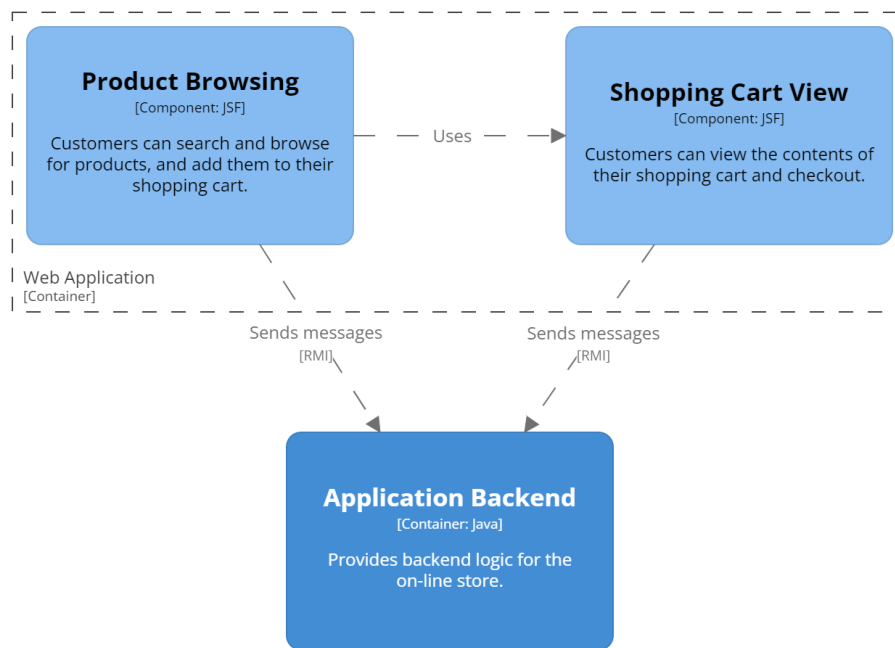 Product Browsing
[Component: JSF]
Customers can search and browse
for products, and add them to their
shopping cart.
Uses
Shopping Cart View
[Component: JSF]
Customers can view the contents of
their shopping cart and checkout.
Web Application
[Container]
Sends messages
[RMI]
Sends messages
[RMI]
Application Backend
[Container: Java]
Provides backend logic for the
on-line store.